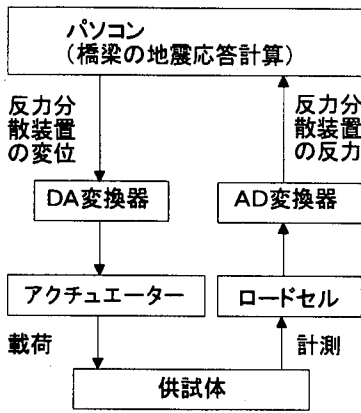 パソコン
(橋梁の地震応答計算)
反力分
散装置
の変位
反力分
散装置
の反力
DA変換器
AD変換器
アクチュエーター
ロードセル
載荷
計測
供試体